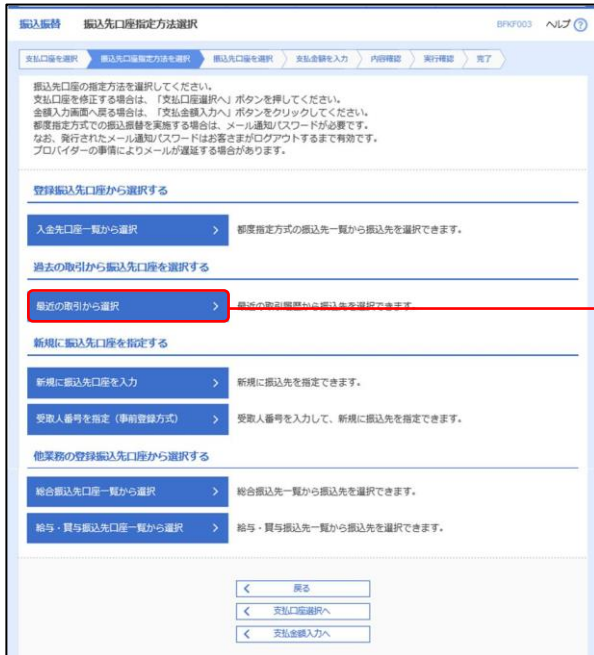 振込振替 振込先口座指定方法選択 BFKF003 ヘルプ ?
支払口座を選択 振込先口座指定方法を選択 振込先口座を選択 支払金額を入力 内容確認 実行確認 完了
振込先口座の指定方法を選択してください。
支払口座を修正する場合は、「支払口座選択へ」ボタンを押してください。
金額入力画面へ戻る場合は、「支払金額入力へ」ボタンをクリックしてください。
都度指定方式での振込振替を実施する場合は、メール通知パスワードが必要です。
なお、発行されたメール通知パスワードはお客さまがログアウトするまで有効です。
プロバイダーの事情によりメールが遅延する場合があります。
登録振込先口座から選択する
入金先口座一覧から選択 都度指定方式の振込先一覧から振込先を選択できます。
過去の取引から振込先口座を選択する
最近の取引から選択 最近の取引履歴から振込先を選択できます。
新規に振込先口座を指定する
新規に振込先口座を入力 新規に振込先を指定できます。
受取人番号を指定（事前登録方式） 受取人番号を入力して、新規に振込先を指定できます。
他業務の登録振込先口座から選択する
総合振込先口座一覧から選択 総合振込先一覧から振込先を選択できます。
給与・賞与振込先口座一覧から選択 給与・賞与振込先一覧から振込先を選択できます。
戻る
支払口座選択へ
支払金額入力へ